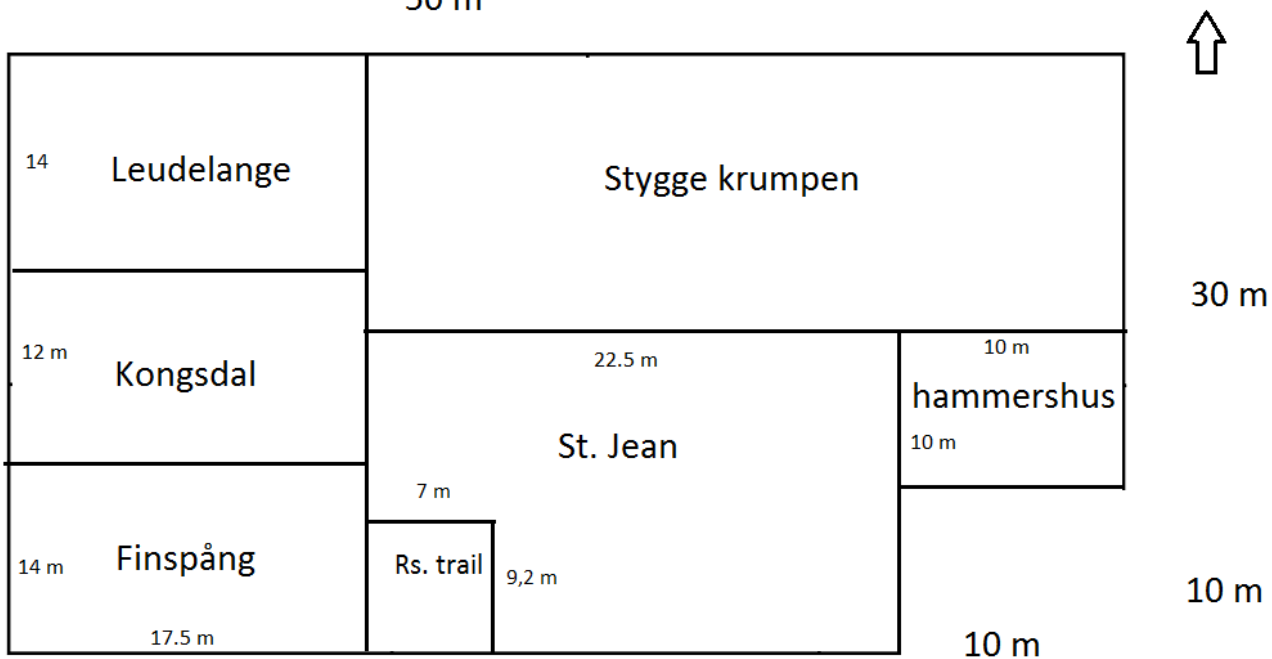 50 m
14
Leudelange
Stygge krumpen
30 m
12 m
Kongsdal
22.5 m
10 m
hammershus
St. Jean
10 m
7 m
14 m
Finspång
Rs. trail
9,2 m
10 m
17.5 m
10 m